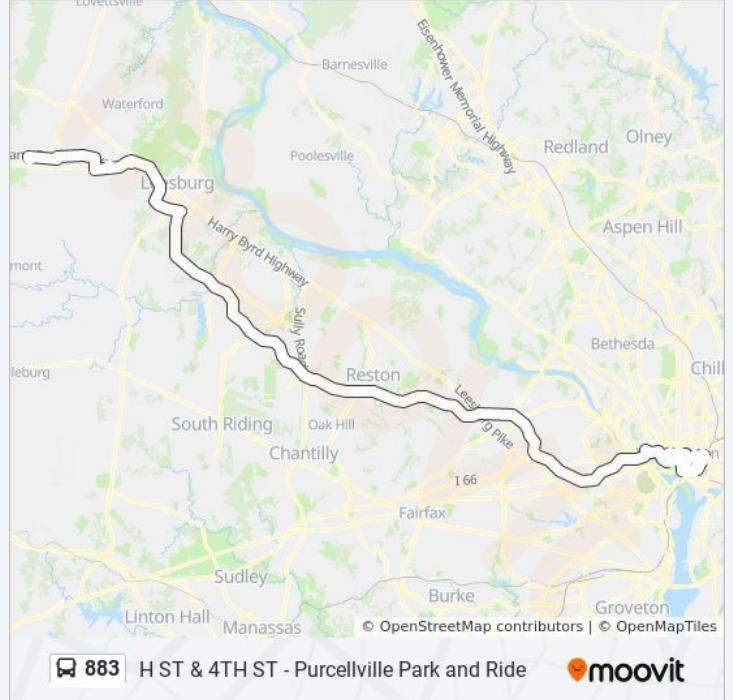 Lovettsville
Barnesville
Eisenhower Memorial Highway
Waterford
Olney
Redland
Poolesville
Leesburg
Aspen Hill
Harry Byrd Highway
mont
Sully Road
Bethesda
leburg
Reston
Chill
Leesburg Pike
South Riding
Oak Hill
Chantilly
on
I 66
Fairfax
Sudley
Burke
Groveton
Linton Hall
Manassas
© OpenStreetMap contributors | © OpenMapTiles
883 H ST & 4TH ST - Purcellville Park and Ride moovit